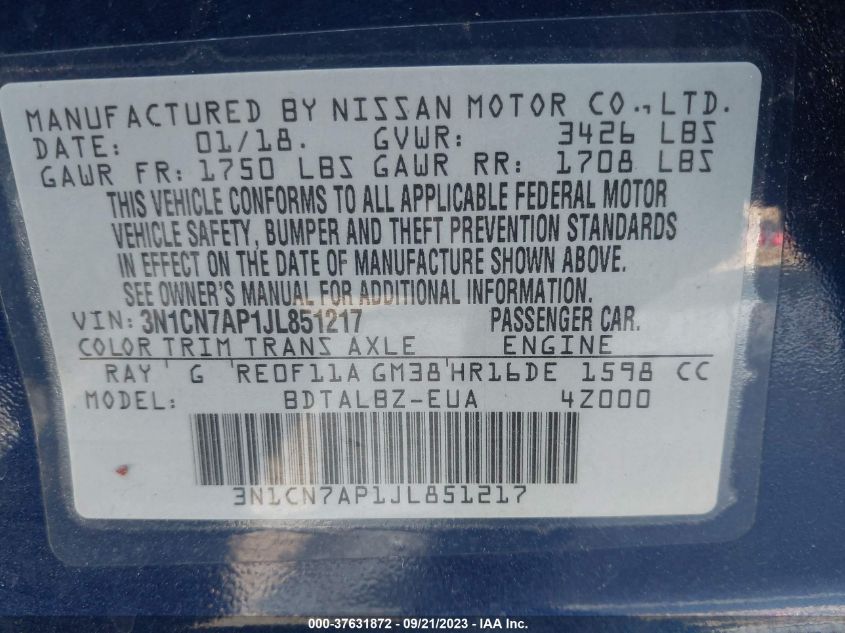 MANUFACTURED BY NISSAN MOTOR CO., LTD.
DATE: 01/18. GVWR: 3426 LBS
GAWR FR: 1750 LBS GAWR RR: 1708 LBS
THIS VEHICLE CONFORMS TO ALL APPLICABLE FEDERAL MOTOR
VEHICLE SAFETY, BUMPER AND THEFT PREVENTION STANDARDS
IN EFFECT ON THE DATE OF MANUFACTURE SHOWN ABOVE.
SEE OWNER'S MANUAL FOR ADDITIONAL INFORMATION.
VIN: 3N1CN7AP1JL851217 PASSENGER CAR.
COLOR TRIM TRANS AXLE ENGINE
RAY G RE0F11A GM38 HR16DE 1598 CC
MODEL: BDTALBZ-EUA 4Z000
3N1CN7AP1JL851217
000-37631872 - 09/21/2023 - Copyright IAA, Inc.